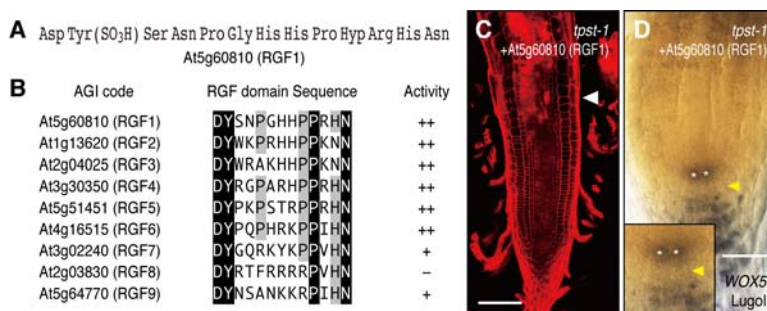 A Asp Tyr(SO₃H) Ser Asn Pro Gly His His Pro Hyp Arg His Asn
At5g60810 (RGF1)
B AGI code RGF domain Sequence Activity
At5g60810 (RGF1) DYSNPGHHPPRHN ++
At1g13620 (RGF2) DYWKPRHHPPKNN ++
At2g04025 (RGF3) DYWRAKHHPPKNN ++
At3g30350 (RGF4) DYRGPARHPPRHN ++
At5g51451 (RGF5) DYPKPSTRPPRHN ++
At4g16515 (RGF6) DYPQPHRKPPIHN ++
At3g02240 (RGF7) DYGQRKYKPPVHN +
At2g03830 (RGF8) DYRTFRRRRPVHN –
At5g64770 (RGF9) DYNSANKKRPIHN +
C tpst-1
+At5g60810 (RGF1)
D tpst-1
+At5g60810 (RGF1)
WOX5
Lugol